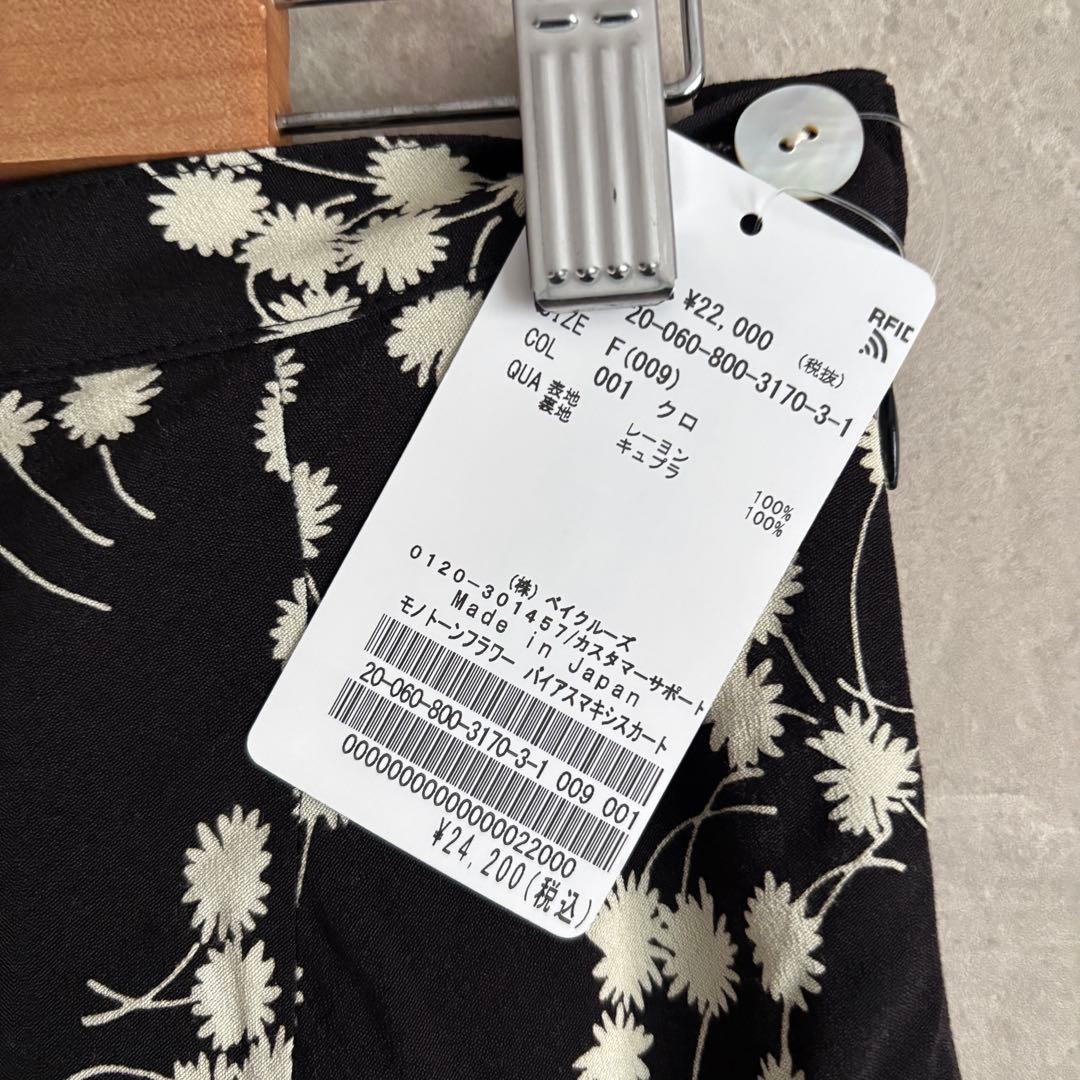 ¥22,000 (税抜)
RFID
20-060-800-3170-3-1
SIZE F(009)
COL 001 クロ
QUA 表地 レーヨン 100%
裏地 キュプラ 100%
(株) ベイクルーズ
0120-301457/カスタマーサポート
Made in Japan
モノトーンフラワー バイアスマキシスカート
20-060-800-3170-3-1 009 001
0000000000000022000
¥24,200(税込)